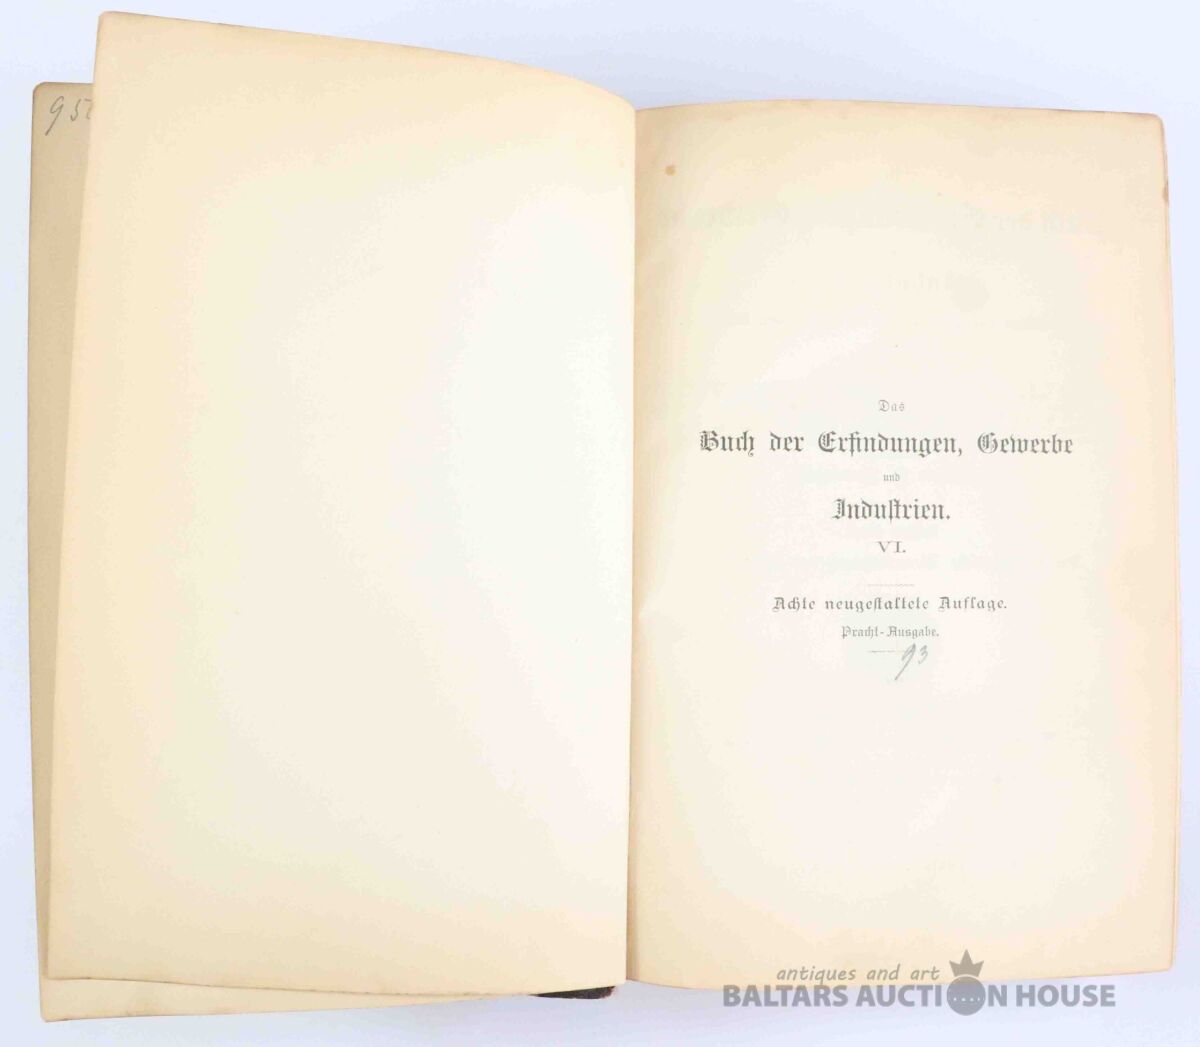 Das
Buch der Erfindungen, Gewerbe
und
Industrien.
VI.
Achte neugestaltete Auflage.
Pracht-Ausgabe.
93
antiques and art
BALTARS AUCTION HOUSE